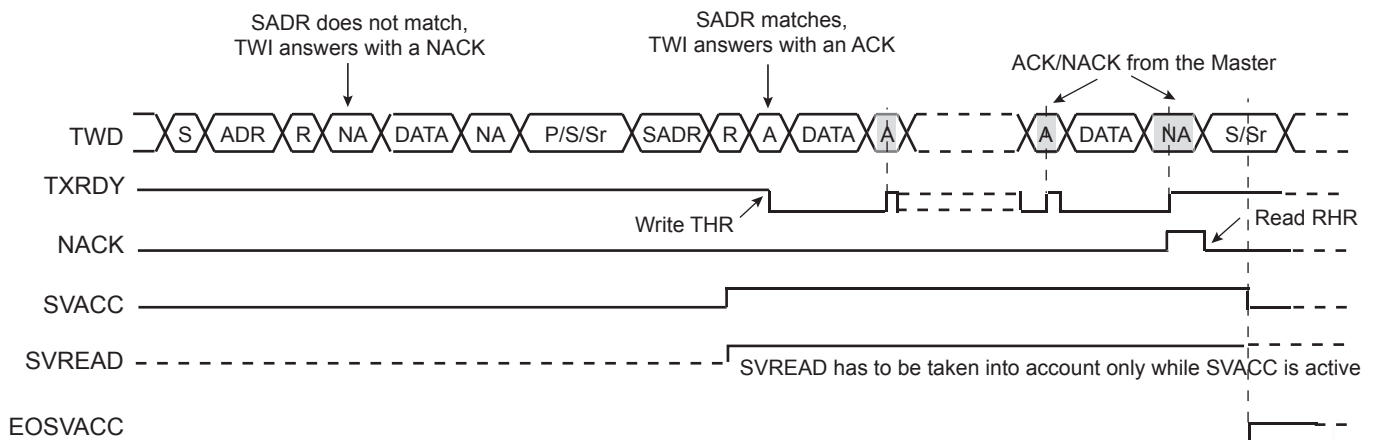 SADR does not match,
TWI answers with a NACK
SADR matches,
TWI answers with an ACK
ACK/NACK from the Master
TWD S ADR R NA DATA NA P/S/Sr SADR R A DATA A A DATA NA S/Sr
TXRDY
Write THR
Read RHR
NACK
SVACC
SVREAD
SVREAD has to be taken into account only while SVACC is active
EOSVACC